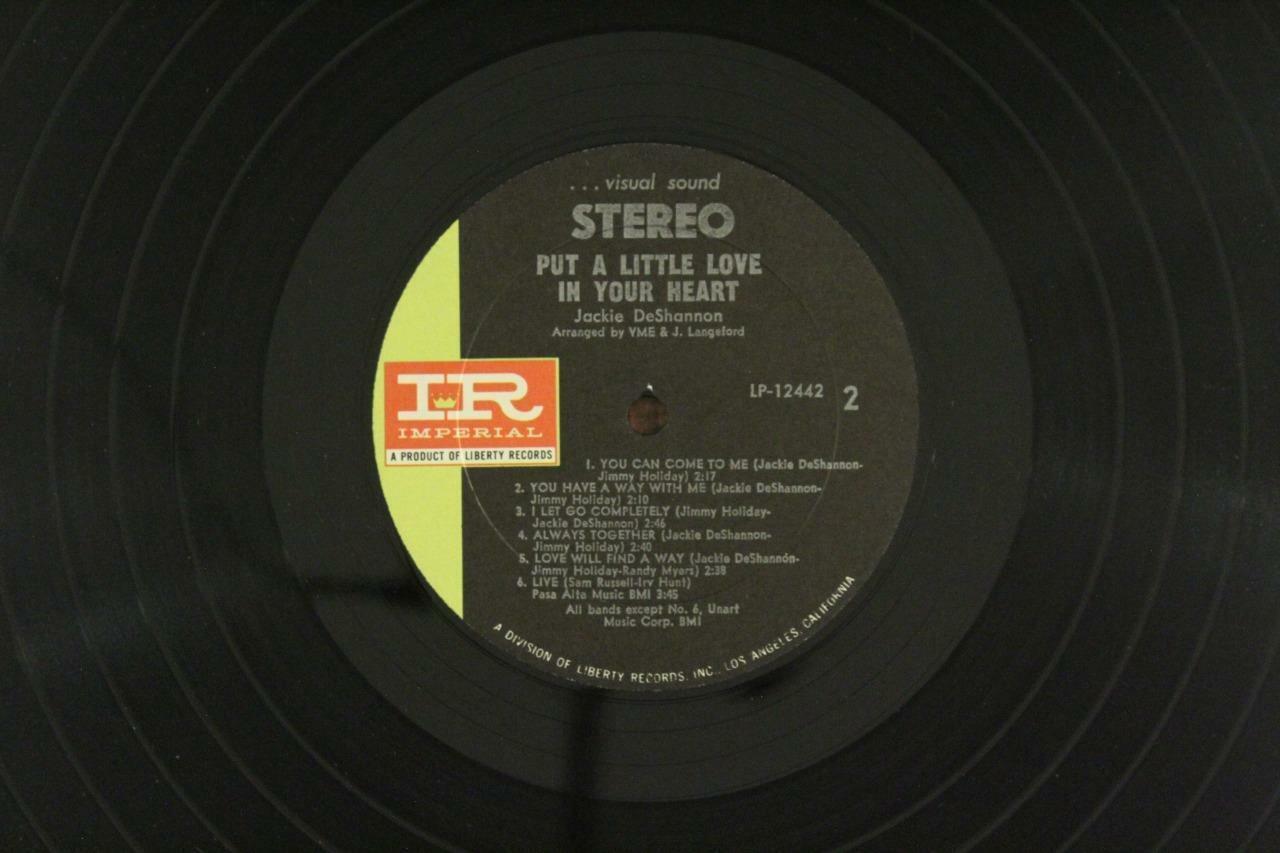 ...visual sound
STEREO
PUT A LITTLE LOVE
IN YOUR HEART
Jackie DeShannon
Arranged by VME & J. Langeford
IR
IMPERIAL
A PRODUCT OF LIBERTY RECORDS
LP-12442 2
1. YOU CAN COME TO ME (Jackie DeShannon-
Jimmy Holiday) 2:17
2. YOU HAVE A WAY WITH ME (Jackie DeShannon-
Jimmy Holiday) 2:10
3. I LET GO COMPLETELY (Jimmy Holiday-
Jackie DeShannon) 2:46
4. ALWAYS TOGETHER (Jackie DeShannon-
Jimmy Holiday) 2:40
5. LOVE WILL FIND A WAY (Jackie DeShannon-
Jimmy Holiday-Randy Myers) 2:38
6. LIVE (Sam Russell-Irv Hunt)
Pasa Alta Music BMI 3:45
All bands except No. 6, Unart
Music Corp. BMI
A DIVISION OF LIBERTY RECORDS, INC., LOS ANGELES, CALIFORNIA